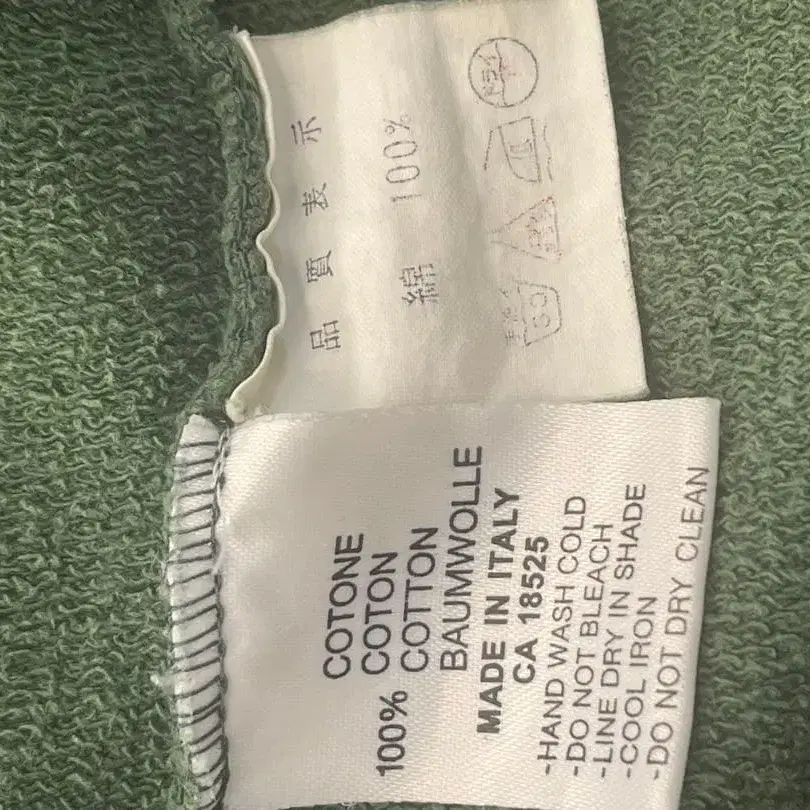 品質表示
綿 100%
COTONE
COTON
100% COTTON
BAUMWOLLE
MADE IN ITALY
CA 18525
-HAND WASH COLD
-DO NOT BLEACH
-LINE DRY IN SHADE
-COOL IRON
-DO NOT DRY CLEAN